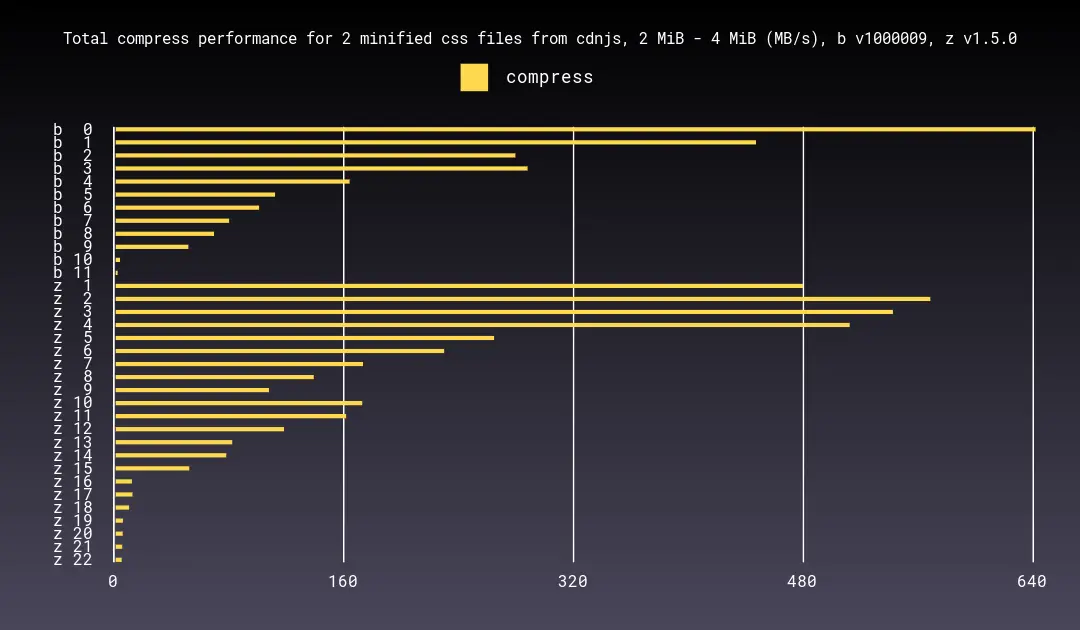 Total compress performance for 2 minified css files from cdnjs, 2 MiB - 4 MiB (MB/s), b v1000009, z v1.5.0
compress
b 0
b 1
b 2
b 3
b 4
b 5
b 6
b 7
b 8
b 9
b 10
b 11
z 1
z 2
z 3
z 4
z 5
z 6
z 7
z 8
z 9
z 10
z 11
z 12
z 13
z 14
z 15
z 16
z 17
z 18
z 19
z 20
z 21
z 22
0 160 320 480 640